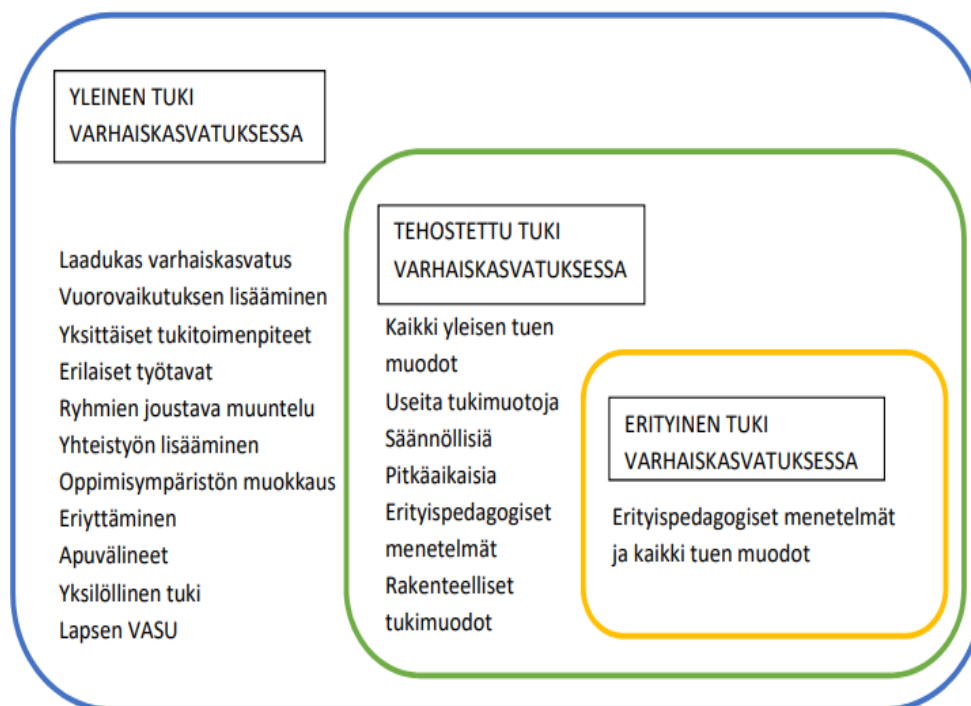 YLEINEN TUKI
VARHAISKASVATUKSESSA
Laadukas varhaiskasvatus
Vuorovaikutuksen lisääminen
Yksittäiset tukitoimenpiteet
Erilaiset työtavat
Ryhmien joustava muuntelu
Yhteistyön lisääminen
Oppimisympäristön muokkaus
Eriyttäminen
Apuvälineet
Yksilöllinen tuki
Lapsen VASU
TEHOSTETTU TUKI
VARHAISKASVATUKSESSA
Kaikki yleisen tuen
muodot
Useita tukimuotoja
Säännöllisiä
Pitkäaikaisia
Erityispedagogiset
menetelmät
Rakenteelliset
tukimuodot
ERITYINEN TUKI
VARHAISKASVATUKSESSA
Erityispedagogiset menetelmät
ja kaikki tuen muodot